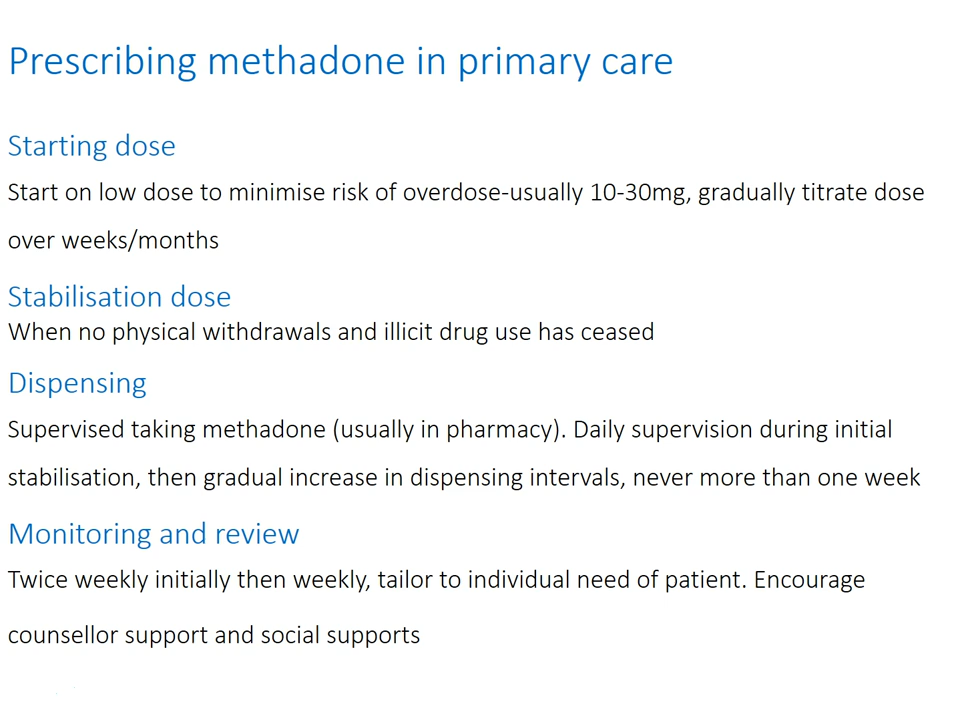 Prescribing methadone in primary care
Starting dose
Start on low dose to minimise risk of overdose-usually 10-30mg, gradually titrate dose
over weeks/months
Stabilisation dose
When no physical withdrawals and illicit drug use has ceased
Dispensing
Supervised taking methadone (usually in pharmacy). Daily supervision during initial
stabilisation, then gradual increase in dispensing intervals, never more than one week
Monitoring and review
Twice weekly initially then weekly, tailor to individual need of patient. Encourage
counsellor support and social supports